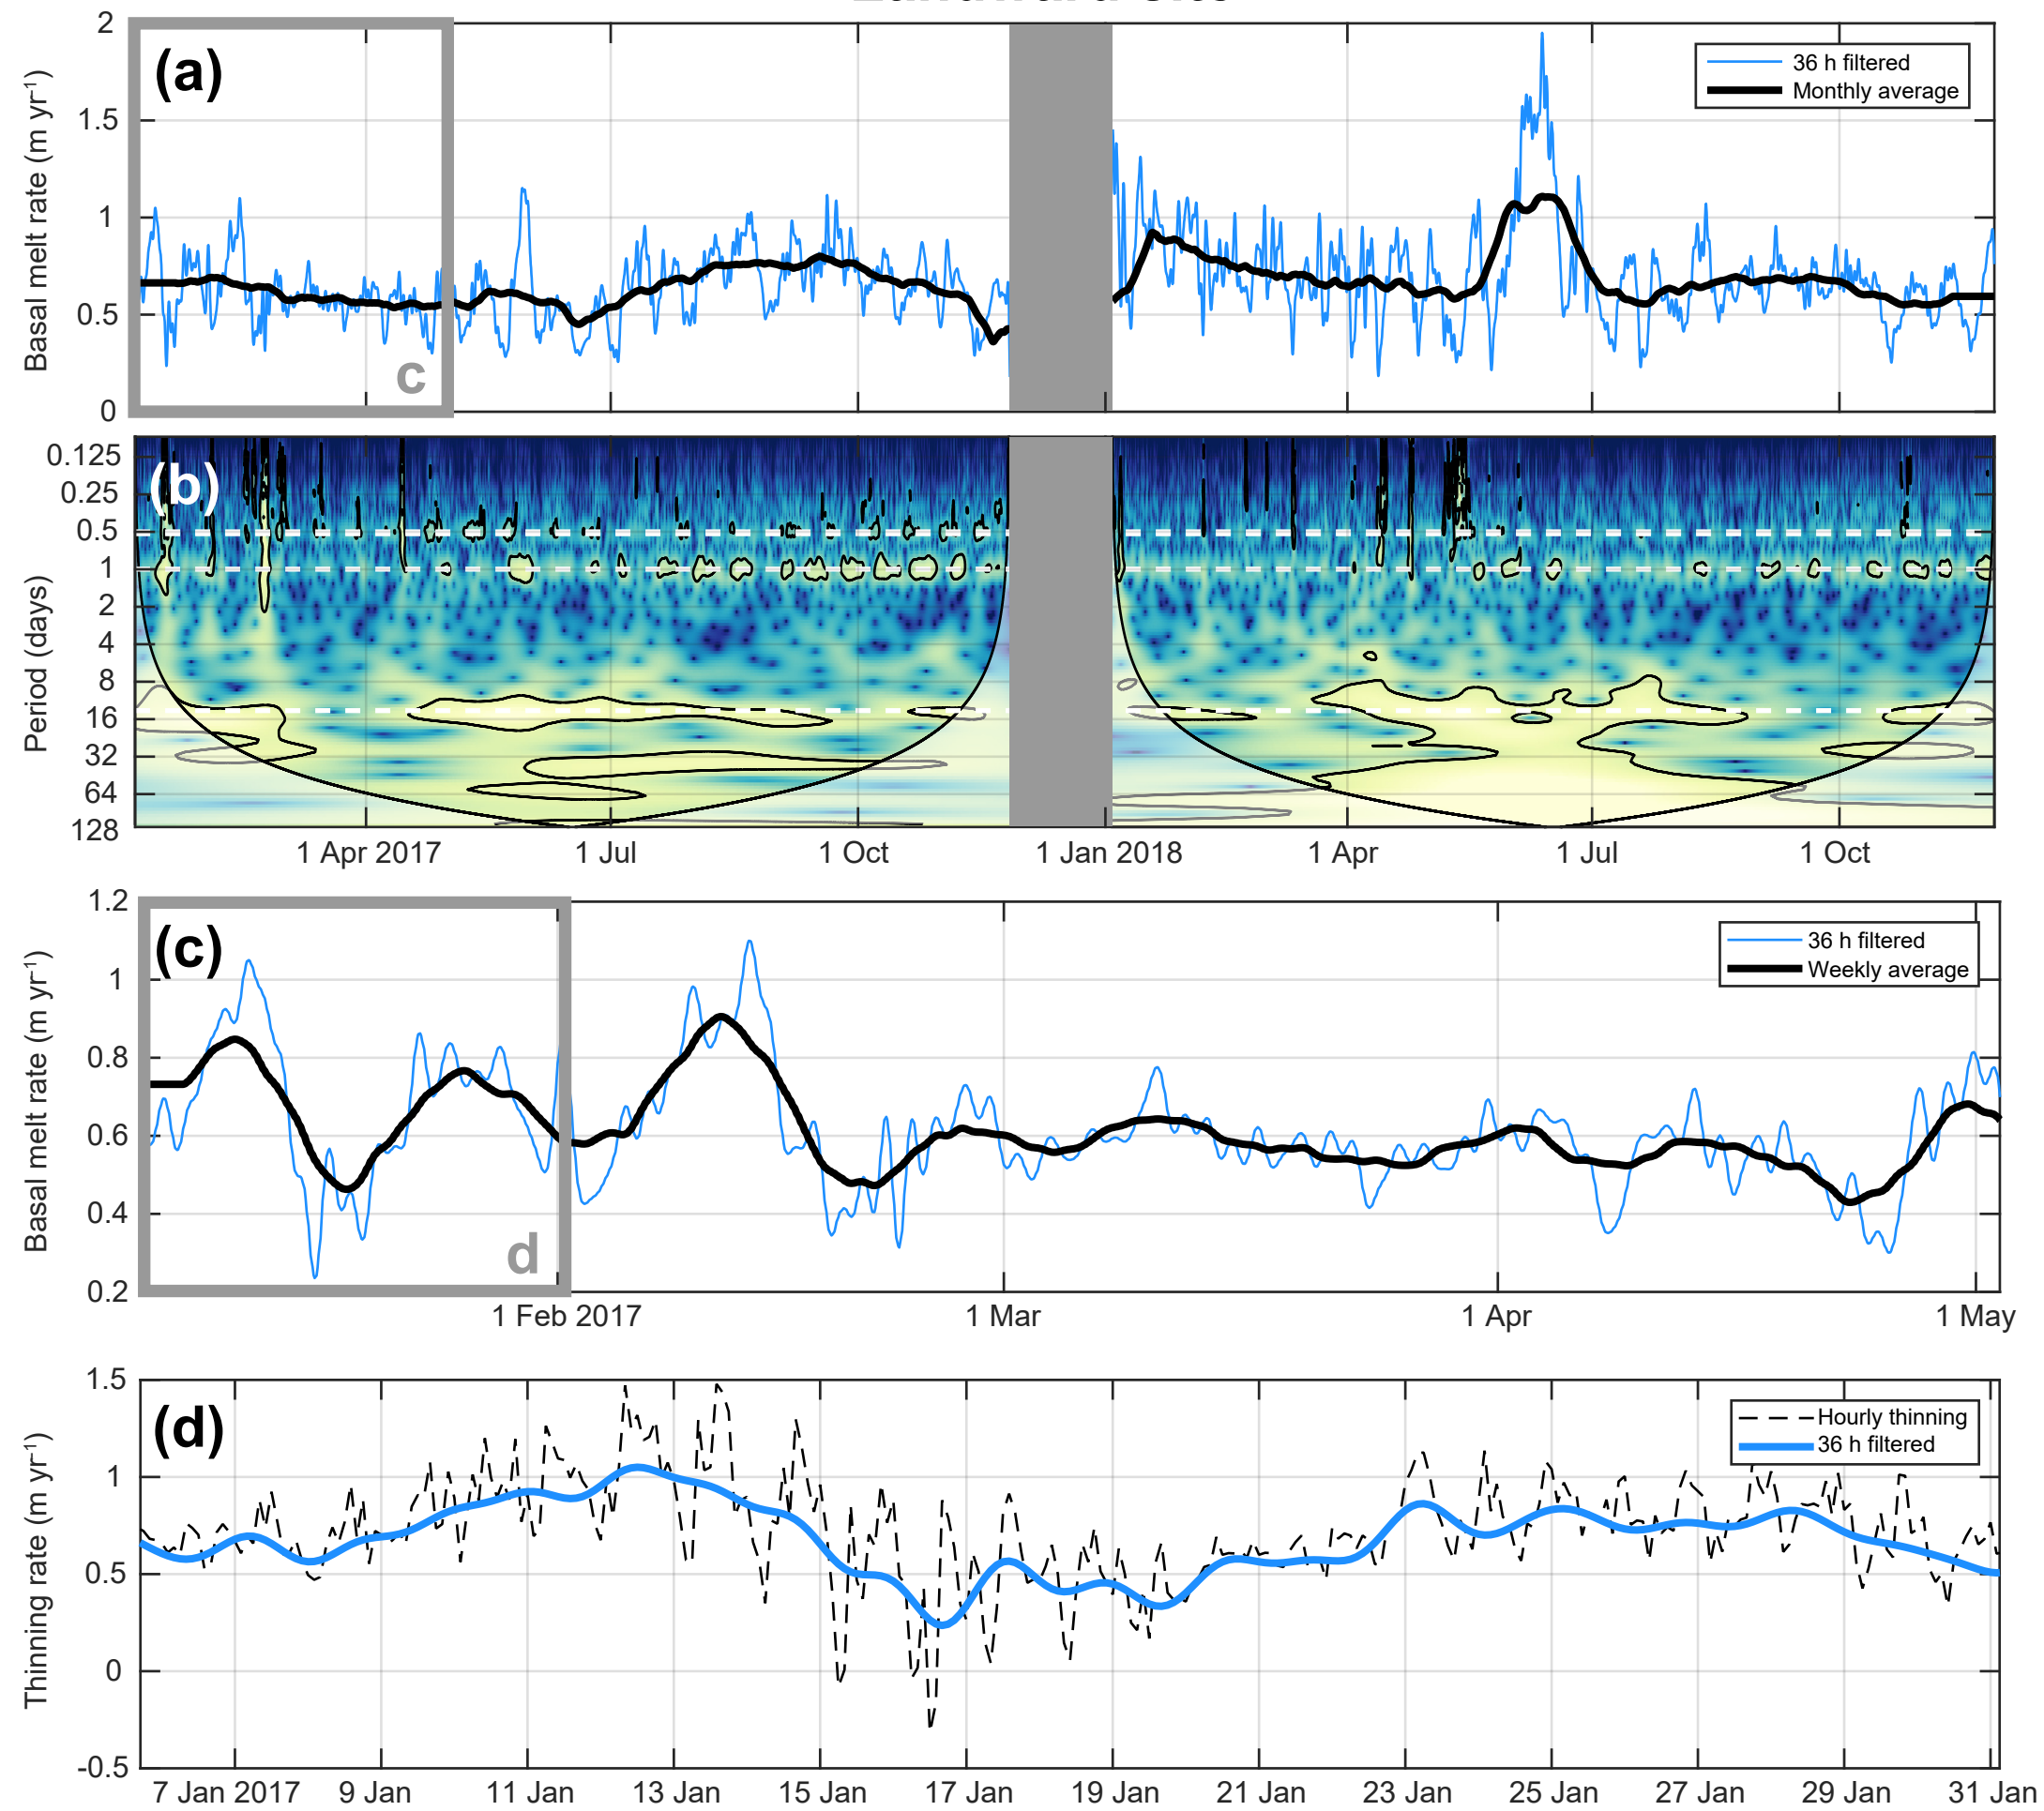 2
1.5
1
0.5
0
Basal melt rate (m yr-1)
(a)
c
36 h filtered
Monthly average
0.125
0.25
0.5
1
2
4
8
16
32
64
128
Period (days)
(b)
1 Apr 2017
1 Jul
1 Oct
1 Jan 2018
1 Apr
1 Jul
1 Oct
1.2
1
0.8
0.6
0.4
0.2
Basal melt rate (m yr-1)
(c)
d
36 h filtered
Weekly average
1 Feb 2017
1 Mar
1 Apr
1 May
1.5
1
0.5
0
-0.5
Thinning rate (m yr-1)
(d)
Hourly thinning
36 h filtered
7 Jan 2017
9 Jan
11 Jan
13 Jan
15 Jan
17 Jan
19 Jan
21 Jan
23 Jan
25 Jan
27 Jan
29 Jan
31 Jan